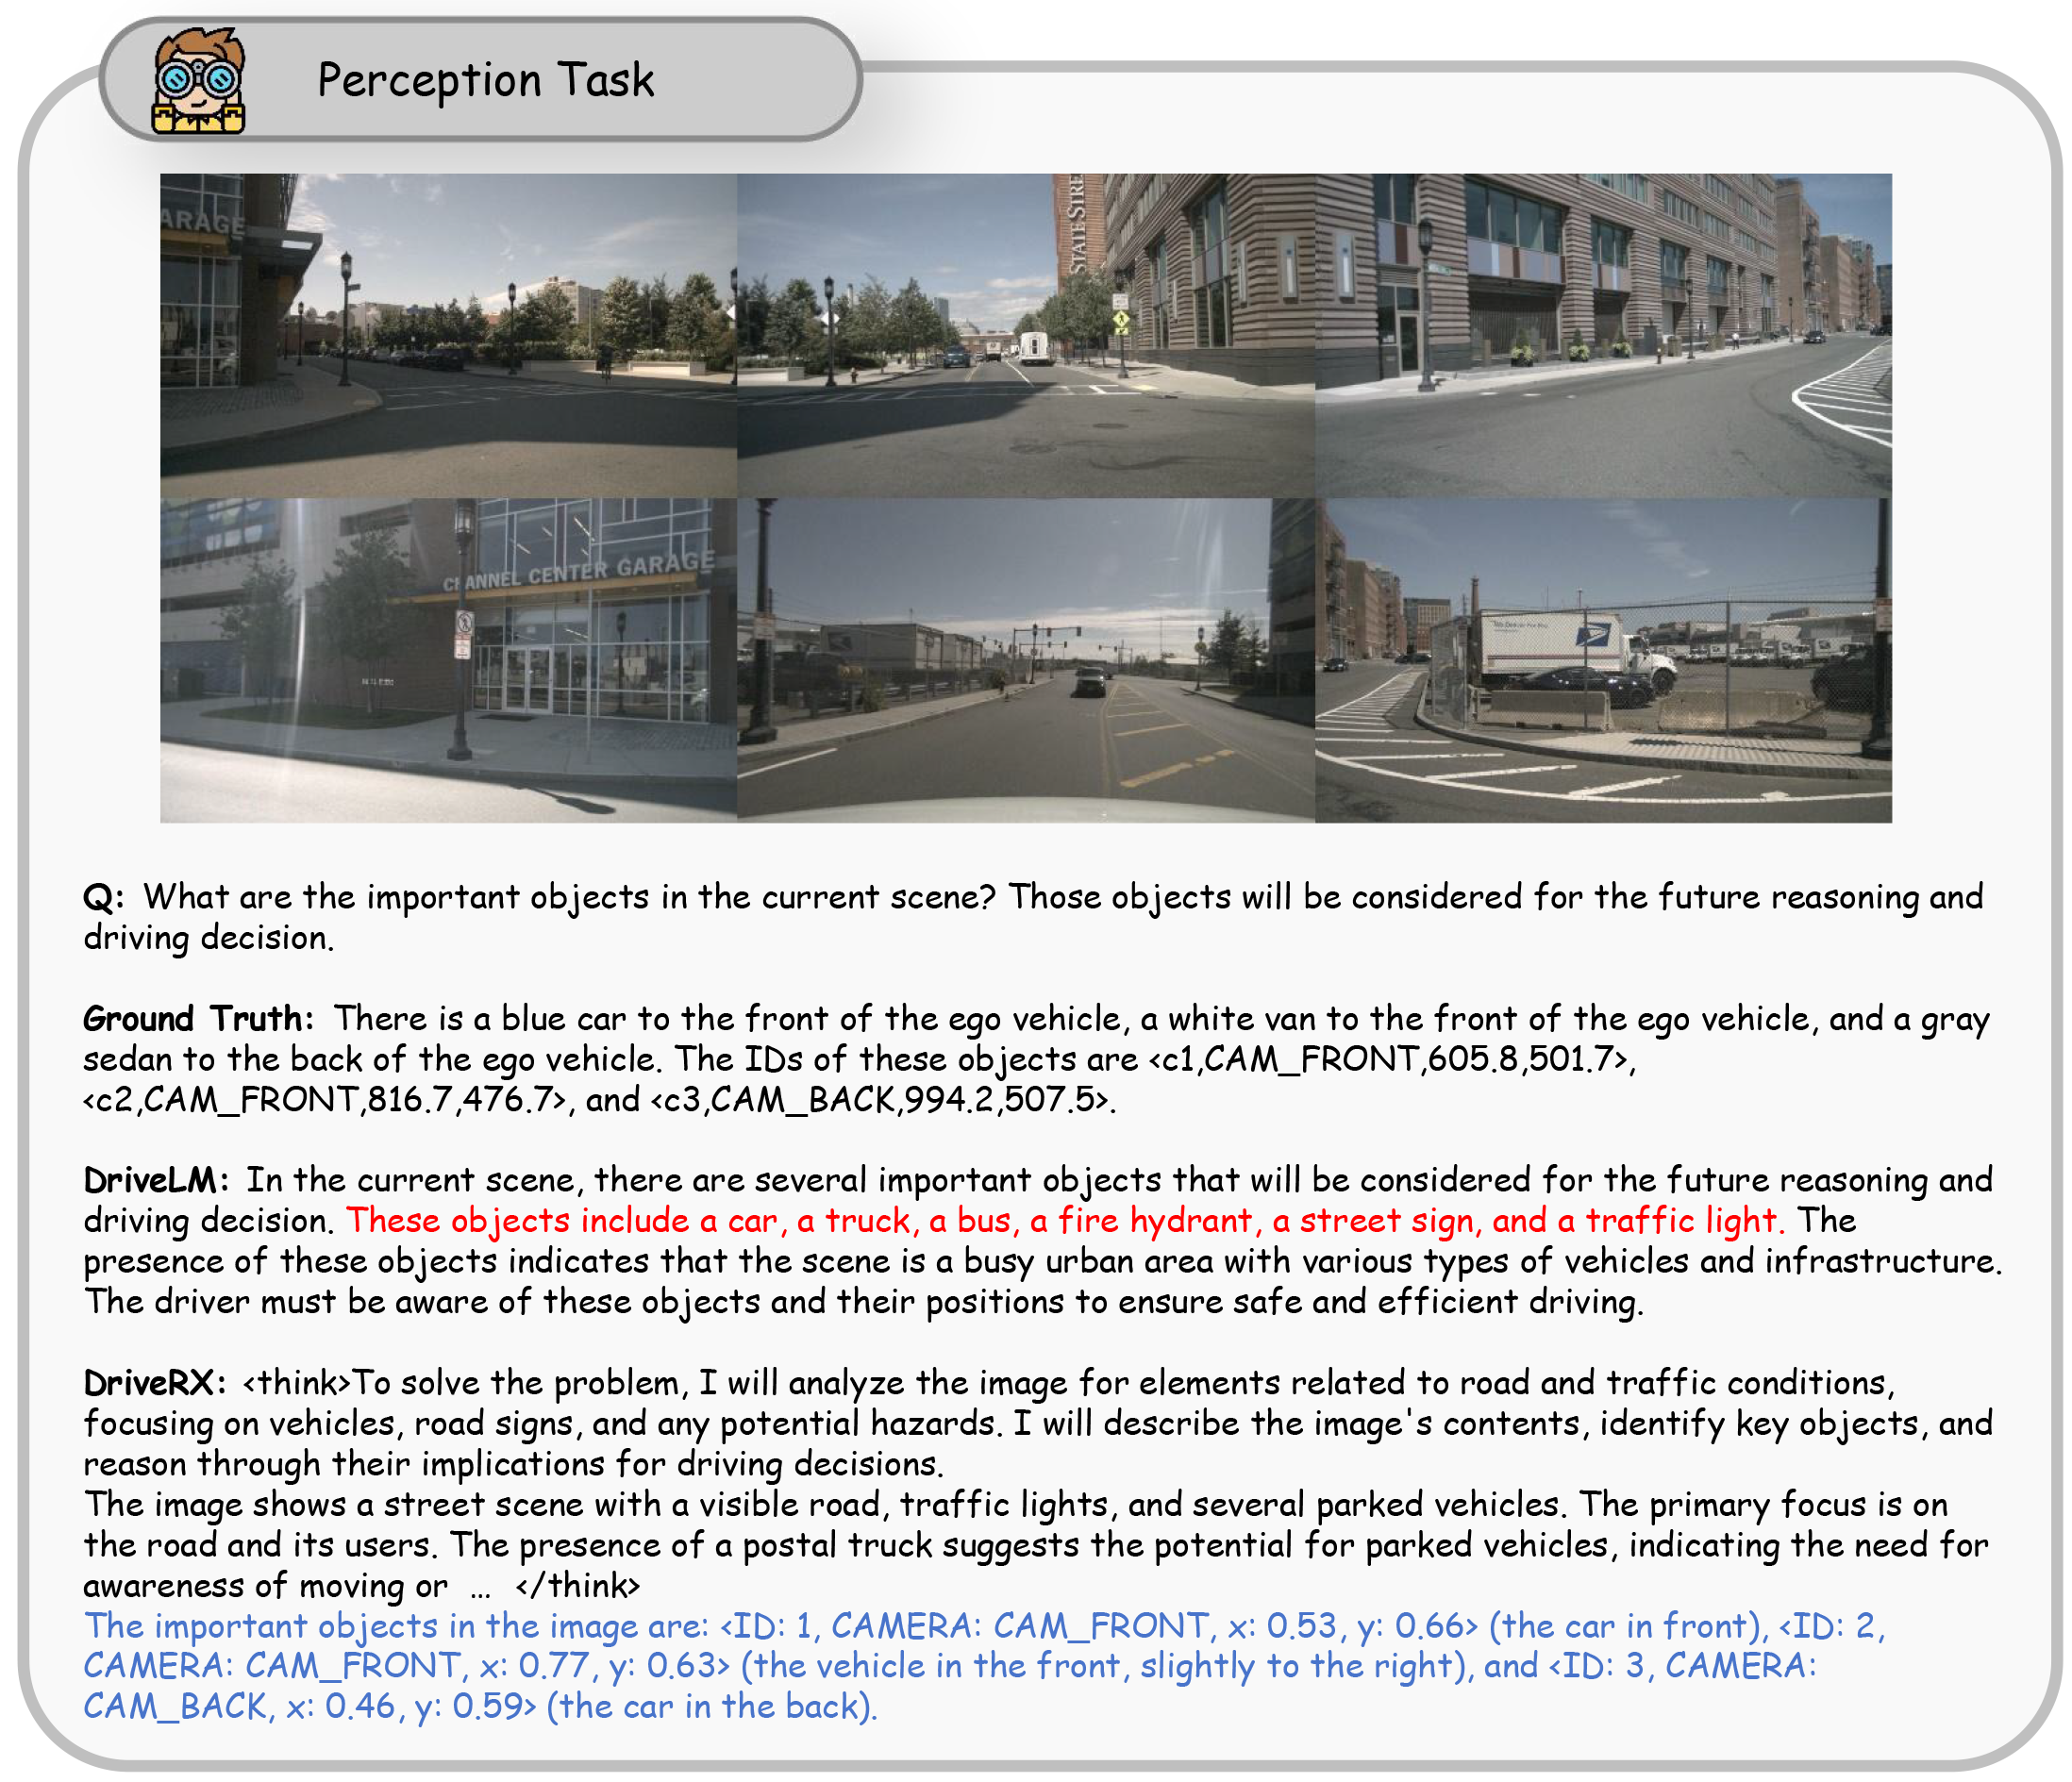 Perception Task
ARAGE
STATE STRE
CHANNEL CENTER GARAGE
Q: What are the important objects in the current scene? Those objects will be considered for the future reasoning and
driving decision.
Ground Truth: There is a blue car to the front of the ego vehicle, a white van to the front of the ego vehicle, and a gray
sedan to the back of the ego vehicle. The IDs of these objects are <c1,CAM_FRONT,605.8,501.7>,
<c2,CAM_FRONT,816.7,476.7>, and <c3,CAM_BACK,994.2,507.5>.
DriveLM: In the current scene, there are several important objects that will be considered for the future reasoning and
driving decision. These objects include a car, a truck, a bus, a fire hydrant, a street sign, and a traffic light. The
presence of these objects indicates that the scene is a busy urban area with various types of vehicles and infrastructure.
The driver must be aware of these objects and their positions to ensure safe and efficient driving.
DriveRX: <think>To solve the problem, I will analyze the image for elements related to road and traffic conditions,
focusing on vehicles, road signs, and any potential hazards. I will describe the image's contents, identify key objects, and
reason through their implications for driving decisions.
The image shows a street scene with a visible road, traffic lights, and several parked vehicles. The primary focus is on
the road and its users. The presence of a postal truck suggests the potential for parked vehicles, indicating the need for
awareness of moving or ... </think>
The important objects in the image are: <ID: 1, CAMERA: CAM_FRONT, x: 0.53, y: 0.66> (the car in front), <ID: 2,
CAMERA: CAM_FRONT, x: 0.77, y: 0.63> (the vehicle in the front, slightly to the right), and <ID: 3, CAMERA:
CAM_BACK, x: 0.46, y: 0.59> (the car in the back).